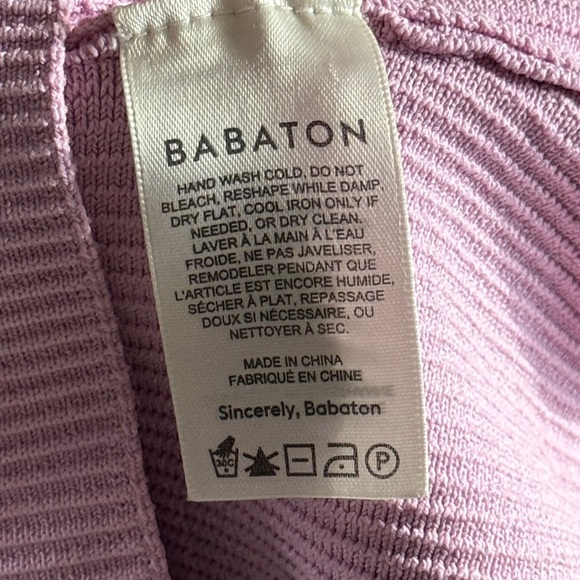 BABATON
HAND WASH COLD, DO NOT
BLEACH, RESHAPE WHILE DAMP,
DRY FLAT, COOL IRON ONLY IF
NEEDED, OR DRY CLEAN.
LAVER À LA MAIN À L'EAU
FROIDE, NE PAS JAVELISER,
REMODELER PENDANT QUE
L'ARTICLE EST ENCORE HUMIDE,
SÉCHER À PLAT, REPASSAGE
DOUX SI NÉCESSAIRE, OU
NETTOYER À SEC.
MADE IN CHINA
FABRIQUÉ EN CHINE
Sincerely, Babaton
30C P